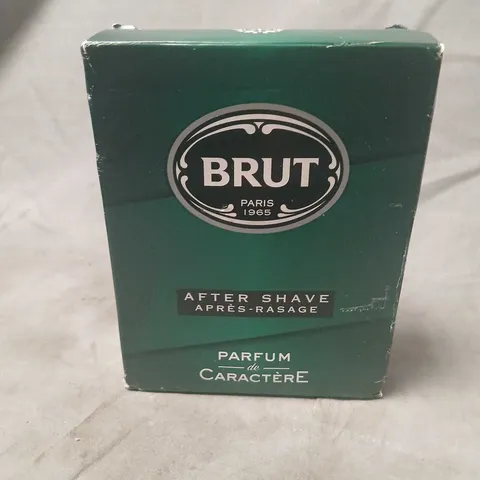 BRUT
PARIS
1965
AFTER SHAVE
APRÈS-RASAGE
PARFUM
de
CARACTÈRE